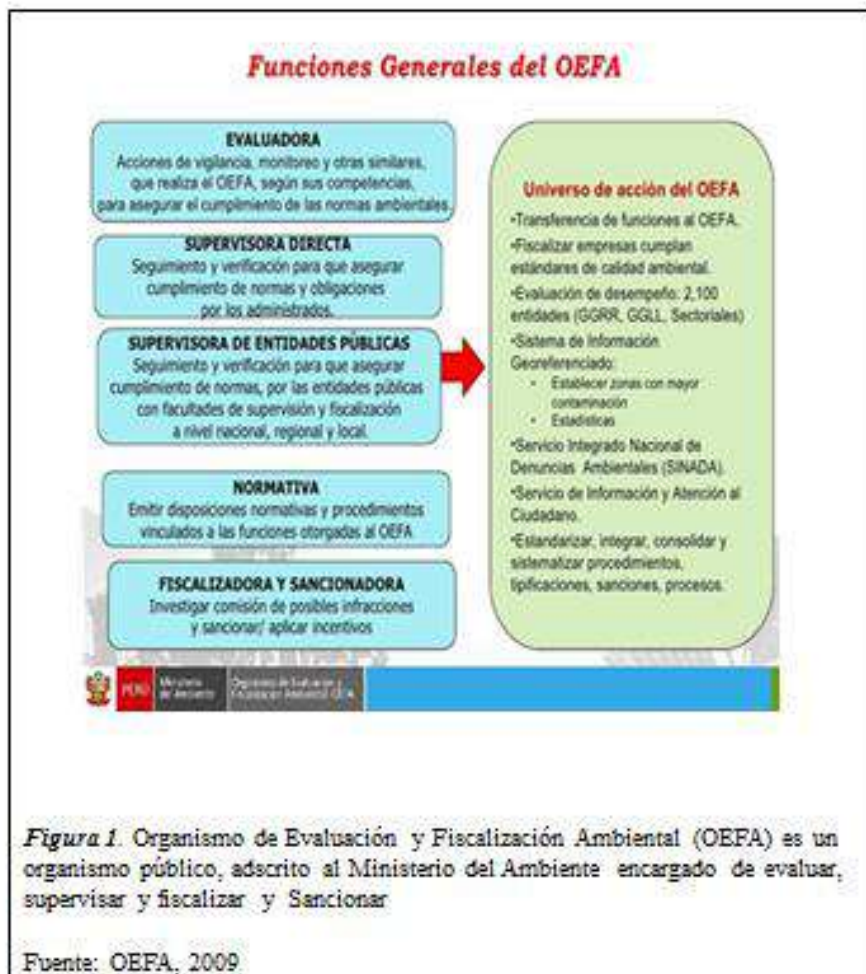 Funciones Generales del OEFA
EVALUADORA
Acciones de vigilancia, monitoreo y otras similares,
que realiza el OEFA, según sus competencias,
para asegurar el cumplimiento de las normas ambientales.
SUPERVISORA DIRECTA
Seguimiento y verificación para que asegurar
cumplimiento de normas y obligaciones
por los administrados.
SUPERVISORA DE ENTIDADES PÚBLICAS
Seguimiento y verificación para que asegurar
cumplimiento de normas, por las entidades públicas
con facultades de supervisión y fiscalización
a nivel nacional, regional y local.
NORMATIVA
Emitir disposiciones normativas y procedimientos
vinculados a las funciones otorgadas al OEFA
FISCALIZADORA Y SANCIONADORA
Investigar comisión de posibles infracciones
y sancionar/ aplicar incentivos
Universo de acción del OEFA
•Transferencia de funciones al OEFA.
•Fiscalizar empresas cumplan
estándares de calidad ambiental.
•Evaluación de desempeño: 2,100
entidades (GGRR, GGLL, Sectoriales)
•Sistema de Información
Georeferenciado:
• Establecer zonas con mayor
contaminación
• Estadísticas
•Servicio Integrado Nacional de
Denuncias Ambientales (SINADA).
•Servicio de Información y Atención al
Ciudadano.
•Estandarizar, integrar, consolidar y
sistematizar procedimientos,
tipificaciones, sanciones, procesos.
PERÚ
Ministerio
del Ambiente
Organismo de Evaluación y
Fiscalización Ambiental
Figura 1. Organismo de Evaluación y Fiscalización Ambiental (OEFA) es un
organismo público, adscrito al Ministerio del Ambiente encargado de evaluar,
supervisar y fiscalizar y Sancionar
Fuente: OEFA, 2009